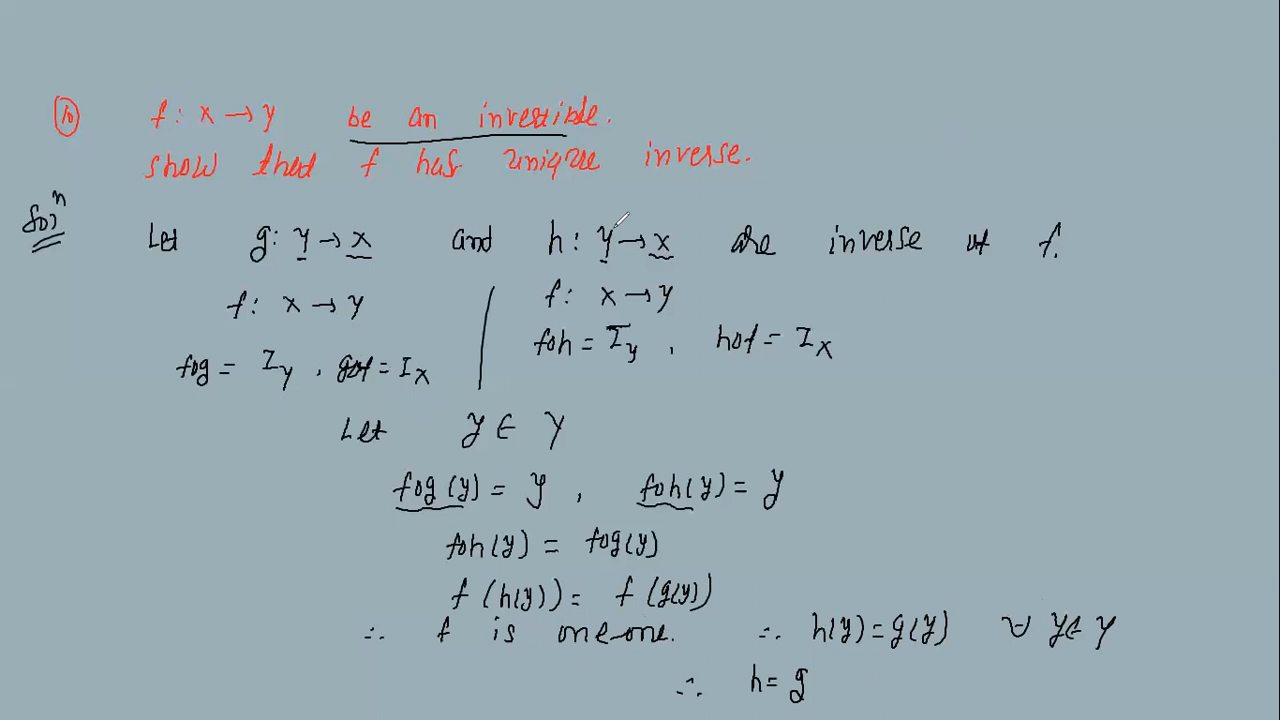 10 f: x → y be an invertible.
show that f has unique inverse.
Solⁿ
Let g: y → x and h: y → x are inverse of f.
f: x → y
f: x → y
fog = I_y , gof = I_x
foh = I_y , hof = I_x
Let y ∈ Y
fog(y) = y , foh(y) = y
foh(y) = fog(y)
f(h(y)) = f(g(y))
∴ f is one-one. ∴ h(y) = g(y) ∀ y ∈ Y
∴ h = g